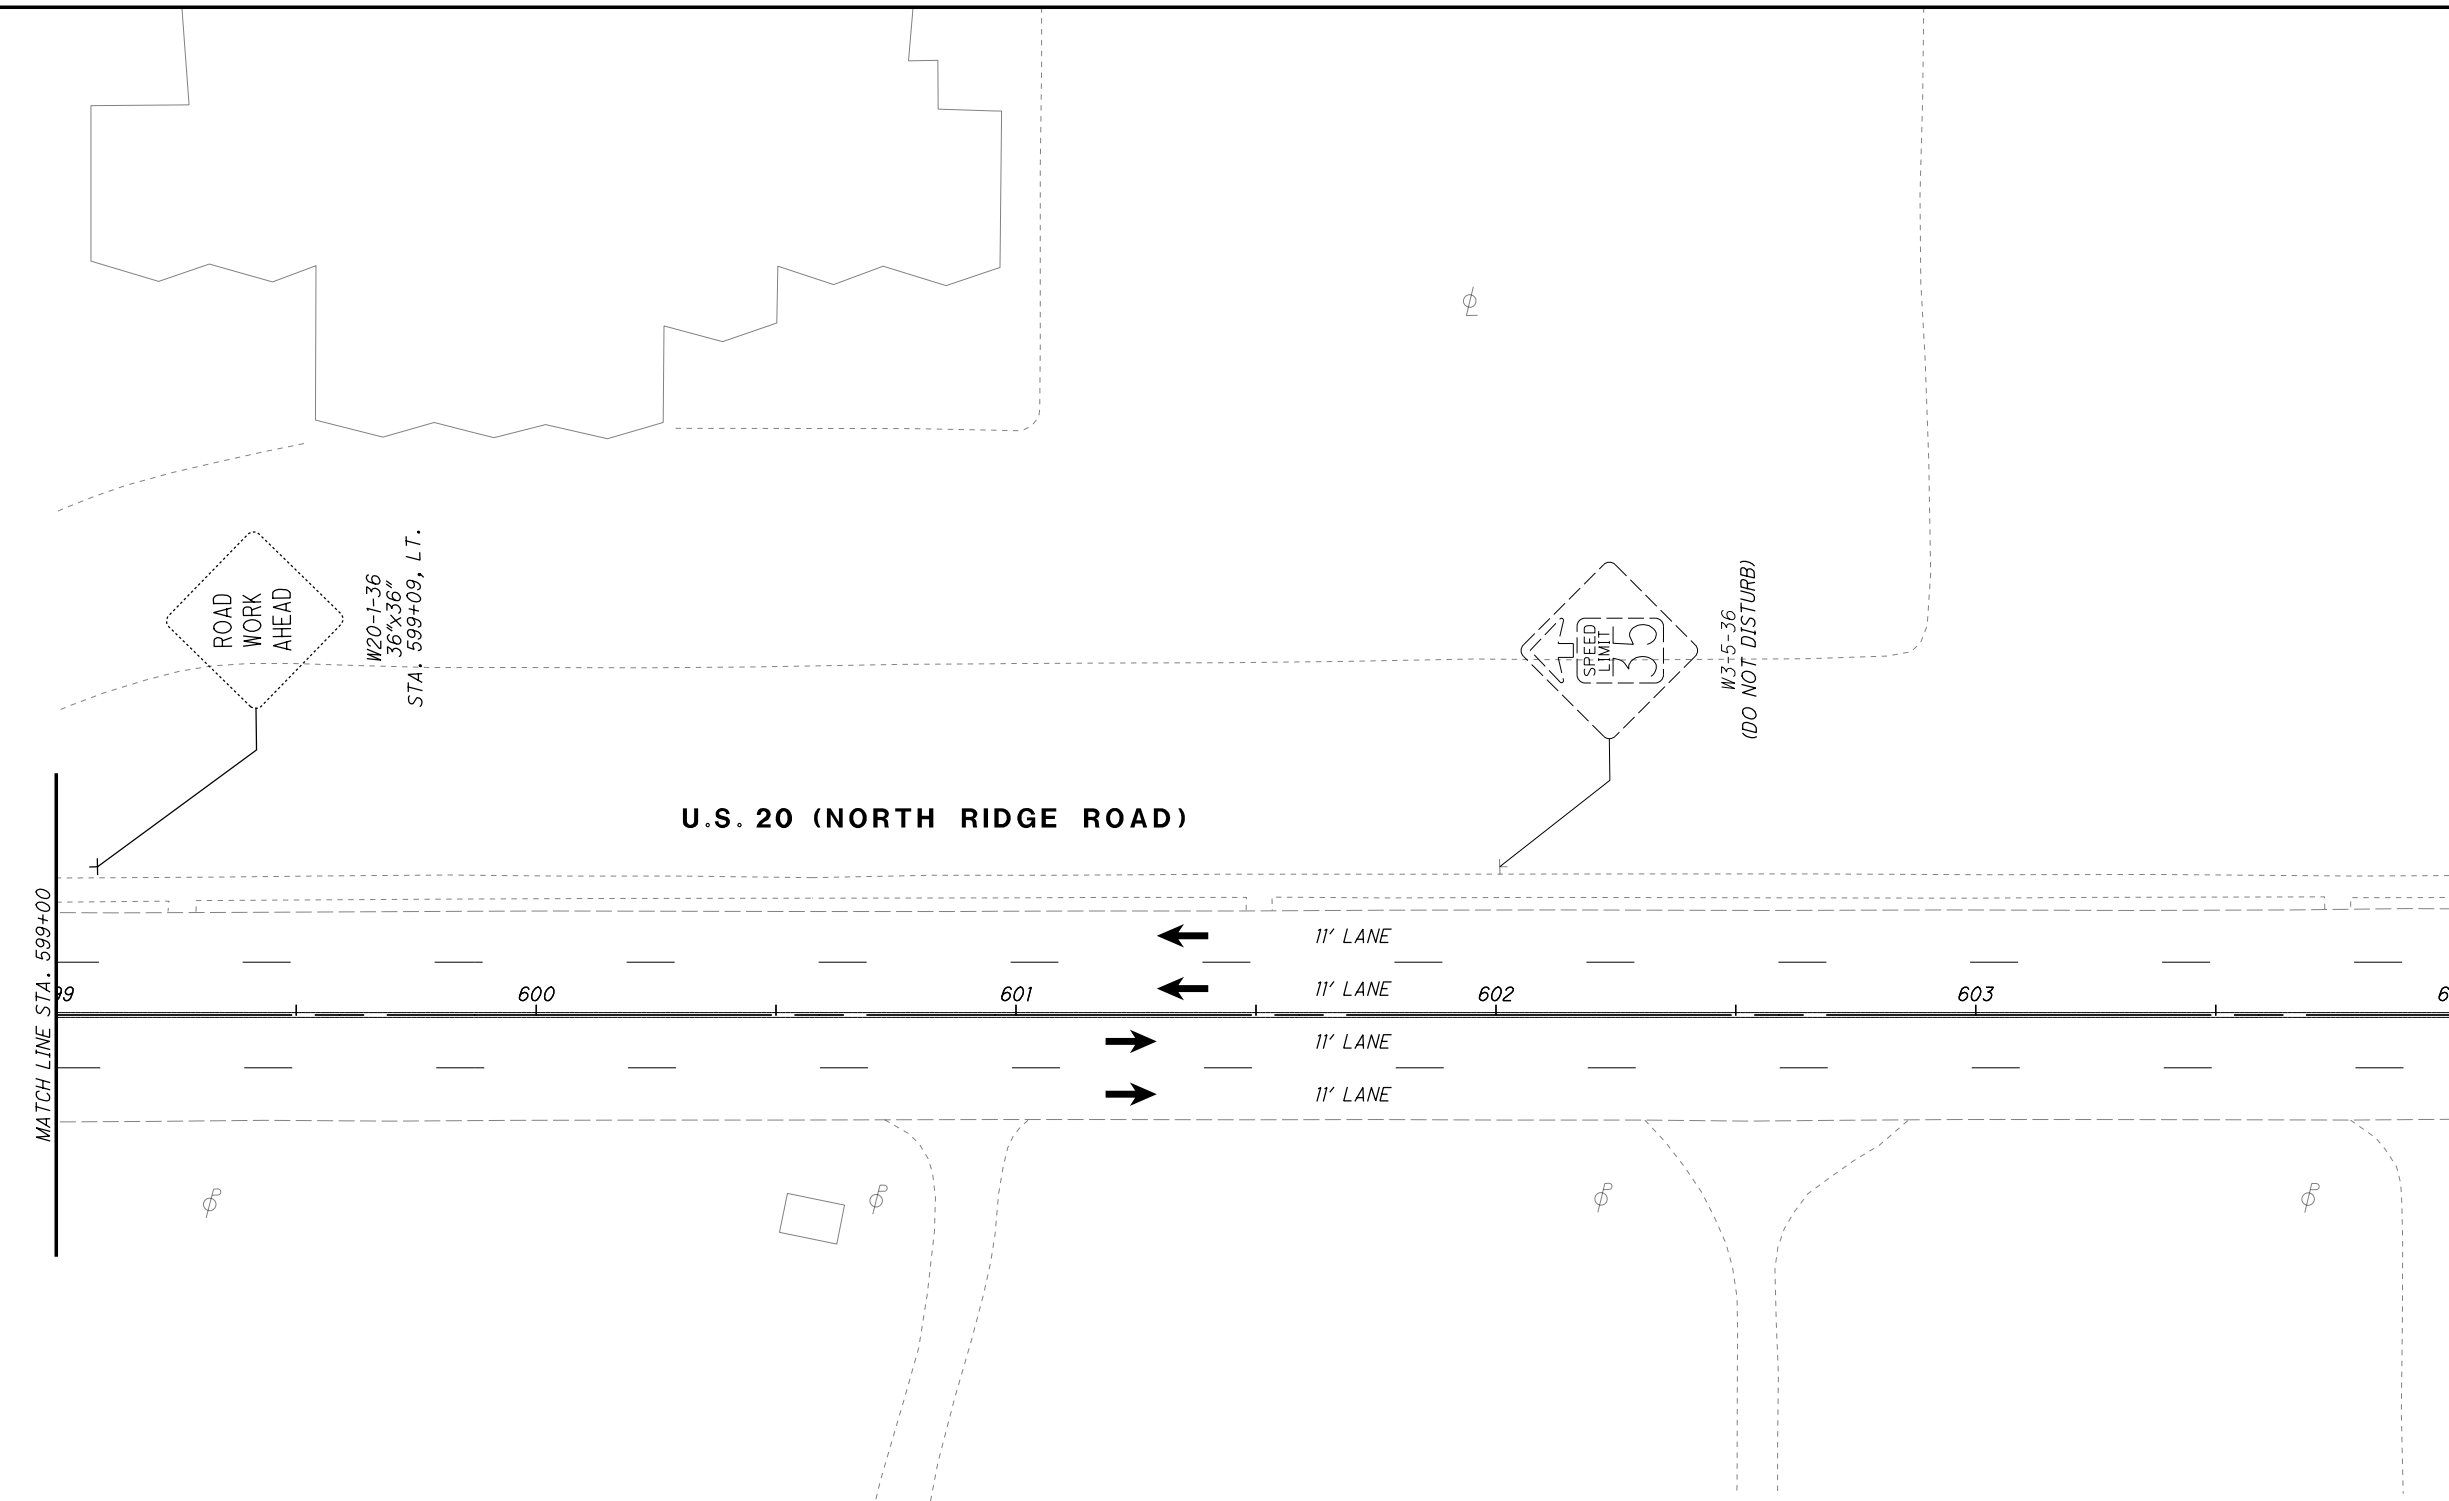 ROAD
WORK
AHEAD
W20-1-36
36"x36"
STA. 599+09, LT.
SPEED
LIMIT
35
W3-5-36
(DO NOT DISTURB)
U.S. 20 (NORTH RIDGE ROAD)
MATCH LINE STA. 599+00
11' LANE
11' LANE
99 600 601 602 603 6
11' LANE
11' LANE